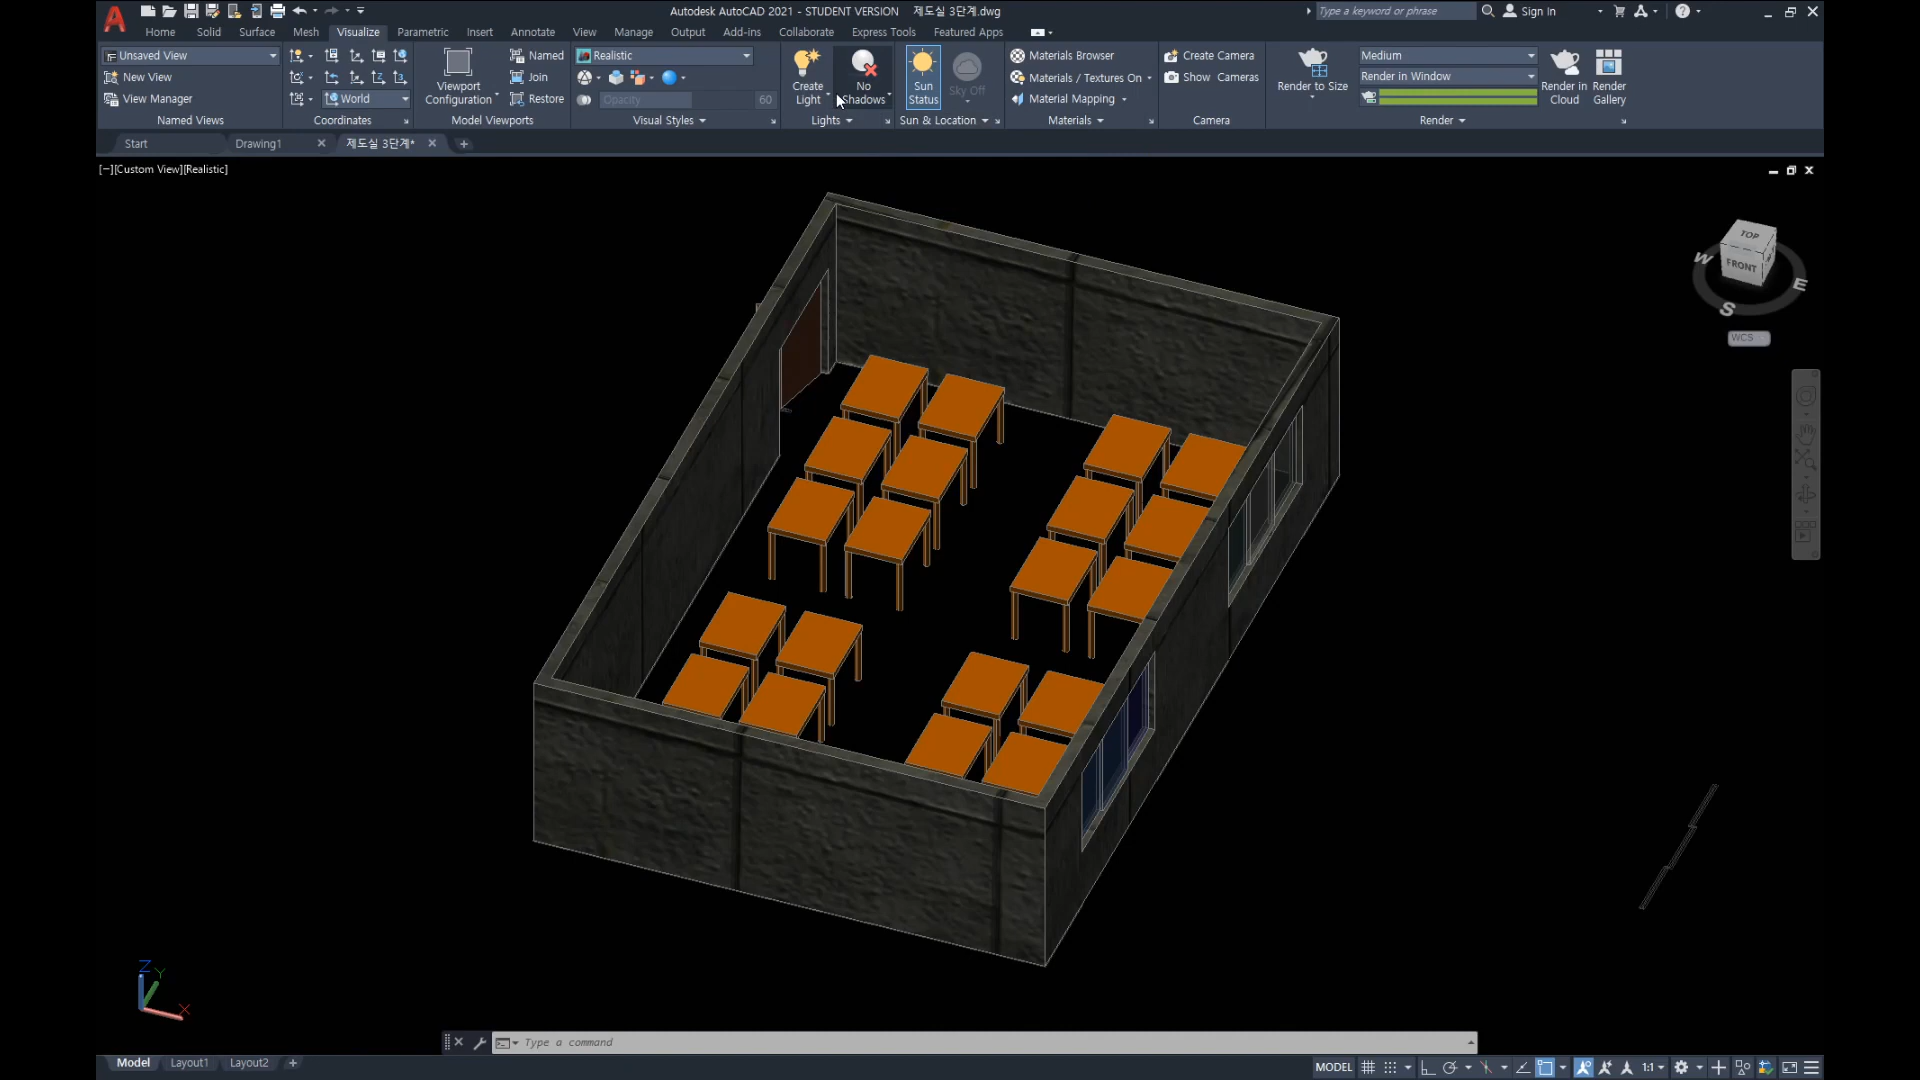 Autodesk AutoCAD 2021 - STUDENT VERSION 제도실 3단계.dwg
Type a keyword or phrase
Sign In
Home Solid Surface Mesh Visualize Parametric Insert Annotate View Manage Output Add-ins Collaborate Express Tools Featured Apps
Unsaved View
New View
View Manager
Named Views
World
Coordinates
Viewport Configuration
Named
Join
Restore
Model Viewports
Realistic
Opacity 60
Visual Styles
Create Light
No Shadows
Lights
Sun Status
Sky Off
Sun & Location
Materials Browser
Materials / Textures On
Material Mapping
Materials
Create Camera
Show Cameras
Camera
Render to Size
Medium
Render in Window
Render in Cloud
Render Gallery
Render
Start Drawing1 제도실 3단계*
[−][Custom View][Realistic]
TOP
FRONT
W
E
S
WCS
Z
Y
X
Type a command
Model Layout1 Layout2
MODEL
1:1